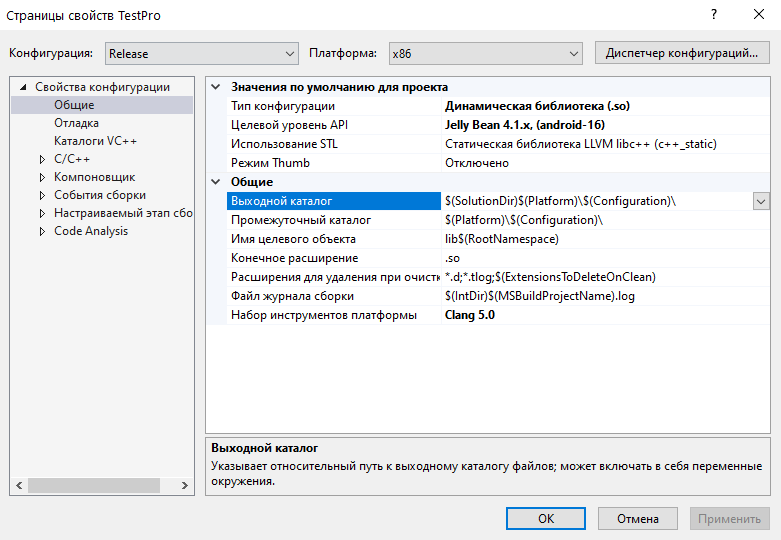 Страницы свойств TestPro
?
Конфигурация: Release Платформа: x86 Диспетчер конфигураций...
Свойства конфигурации
Общие
Отладка
Каталоги VC++
C/C++
Компоновщик
События сборки
Настраиваемый этап сбо
Code Analysis
Значения по умолчанию для проекта
Тип конфигурации Динамическая библиотека (.so)
Целевой уровень API Jelly Bean 4.1.x, (android-16)
Использование STL Статическая библиотека LLVM libc++ (c++_static)
Режим Thumb Отключено
Общие
Выходной каталог $(SolutionDir)$(Platform)\$(Configuration)\
Промежуточный каталог $(Platform)\$(Configuration)\
Имя целевого объекта lib$(RootNamespace)
Конечное расширение .so
Расширения для удаления при очистк *.d;*.tlog;$(ExtensionsToDeleteOnClean)
Файл журнала сборки $(IntDir)$(MSBuildProjectName).log
Набор инструментов платформы Clang 5.0
Выходной каталог
Указывает относительный путь к выходному каталогу файлов; может включать в себя переменные
окружения.
OK Отмена Применить